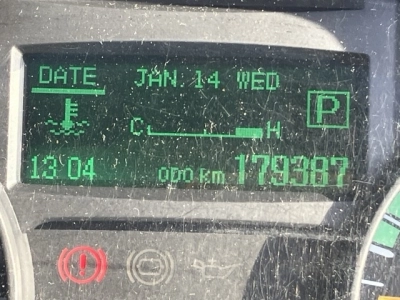 DATE JAN. 14 WED
P
C H
13:04 ODO km 179387